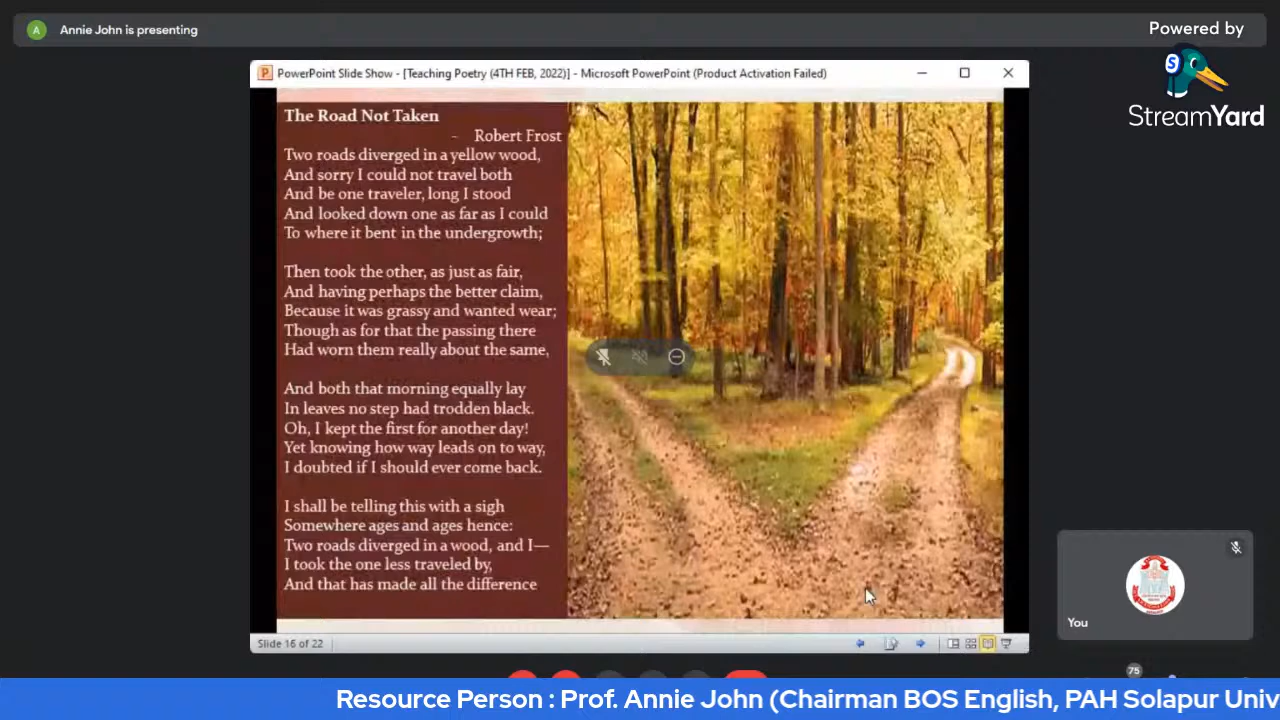 A
Annie John is presenting
Powered by
S
StreamYard
P PowerPoint Slide Show - [Teaching Poetry (4TH FEB, 2022)] - Microsoft PowerPoint (Product Activation Failed)
The Road Not Taken
- Robert Frost
Two roads diverged in a yellow wood,
And sorry I could not travel both
And be one traveler, long I stood
And looked down one as far as I could
To where it bent in the undergrowth;
Then took the other, as just as fair,
And having perhaps the better claim,
Because it was grassy and wanted wear;
Though as for that the passing there
Had worn them really about the same,
And both that morning equally lay
In leaves no step had trodden black.
Oh, I kept the first for another day!
Yet knowing how way leads on to way,
I doubted if I should ever come back.
I shall be telling this with a sigh
Somewhere ages and ages hence:
Two roads diverged in a wood, and I—
I took the one less traveled by,
And that has made all the difference
You
Slide 16 of 22
75
Resource Person : Prof. Annie John (Chairman BOS English, PAH Solapur Univ